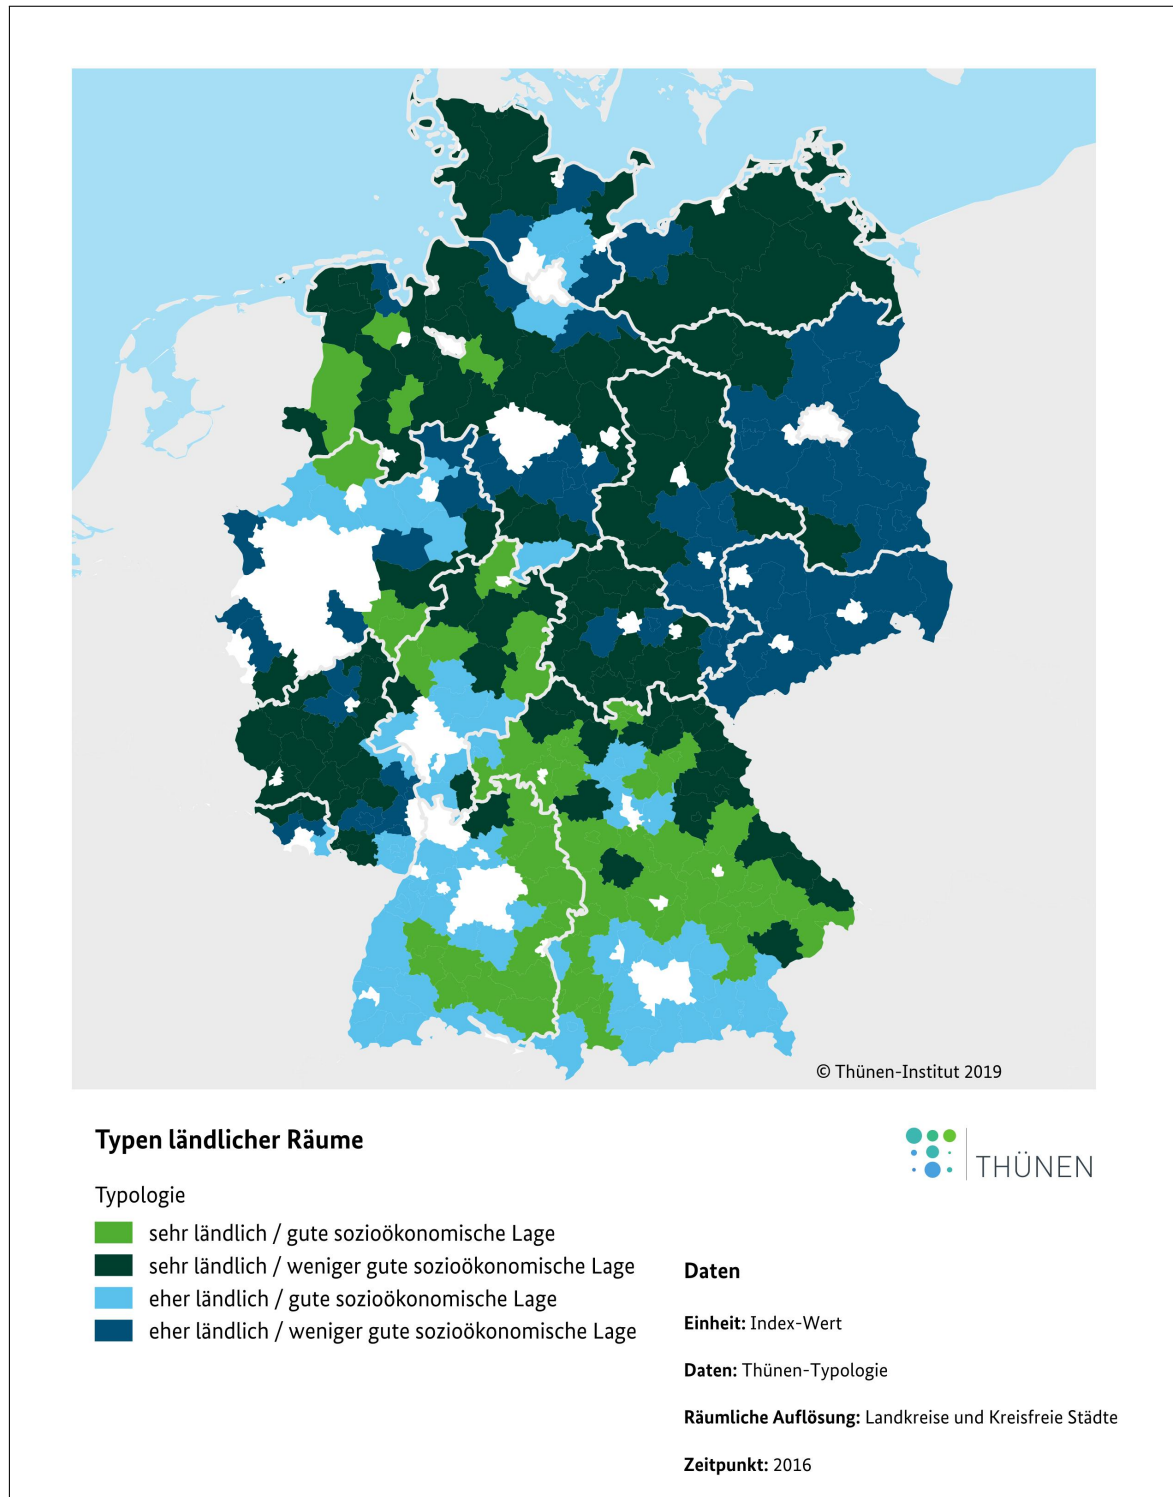 © Thünen-Institut 2019
Typen ländlicher Räume
THÜNEN
Typologie
sehr ländlich / gute sozioökonomische Lage
sehr ländlich / weniger gute sozioökonomische Lage
eher ländlich / gute sozioökonomische Lage
eher ländlich / weniger gute sozioökonomische Lage
Daten
Einheit: Index-Wert
Daten: Thünen-Typologie
Räumliche Auflösung: Landkreise und Kreisfreie Städte
Zeitpunkt: 2016